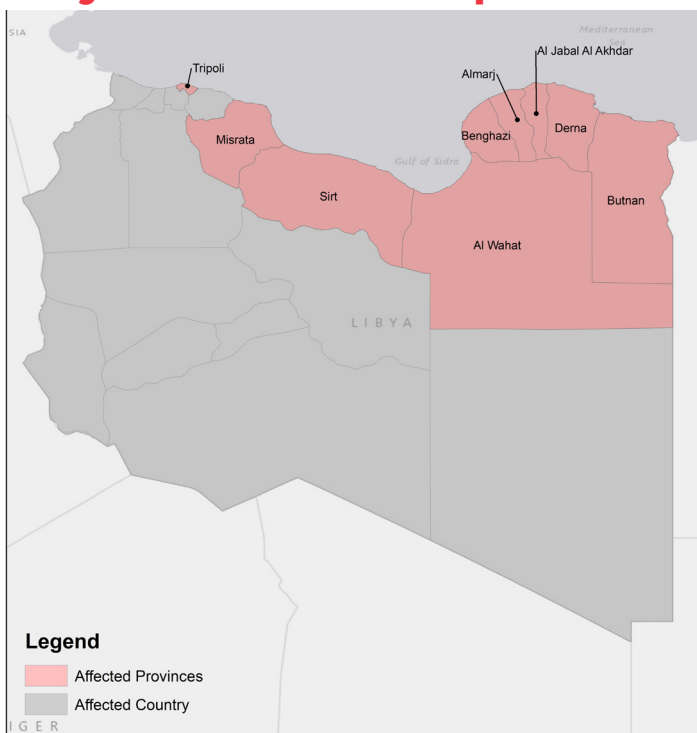 SIA
Mediterranean
Sea
Al Jabal Al Akhdar
Tripoli
Almarj
Misrata
Benghazi
Derna
Gulf of Sidra
Sirt
Butnan
Al Wahat
LIBYA
Legend
Affected Provinces
Affected Country
IGER